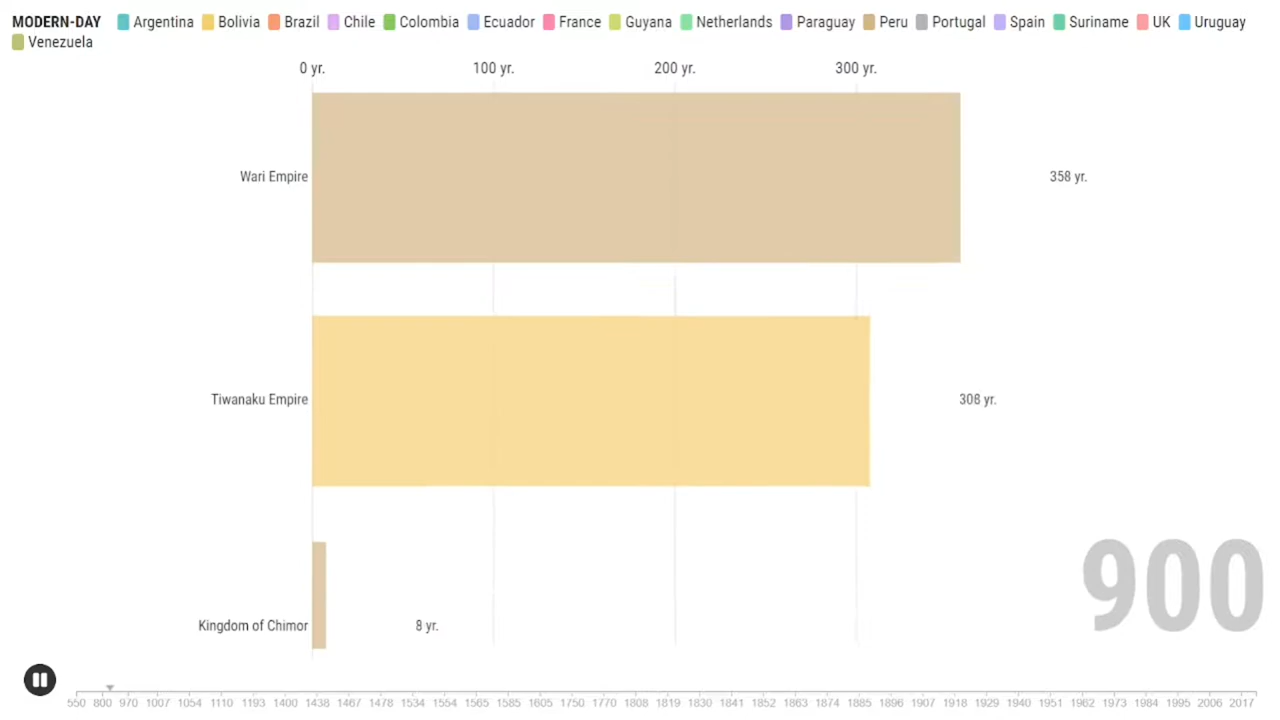 MODERN-DAY Argentina Bolivia Brazil Chile Colombia Ecuador France Guyana Netherlands Paraguay Peru Portugal Spain Suriname UK Uruguay
Venezuela
0 yr. 100 yr. 200 yr. 300 yr.
Wari Empire 358 yr.
Tiwanaku Empire 308 yr.
900
Kingdom of Chimor 8 yr.
550 800 970 1007 1054 1110 1193 1400 1438 1467 1478 1534 1554 1564 1585 1605 1750 1770 1808 1819 1830 1841 1852 1863 1874 1885 1896 1907 1918 1929 1940 1951 1962 1973 1984 1995 2006 2017